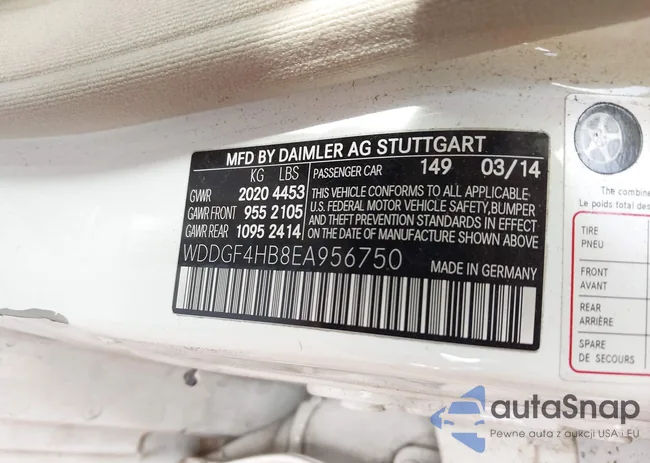 MFD BY DAIMLER AG STUTTGART
KG LBS PASSENGER CAR 149 03/14
GVWR 2020 4453
GAWR FRONT 955 2105
GAWR REAR 1095 2414
THIS VEHICLE CONFORMS TO ALL APPLICABLE
U.S. FEDERAL MOTOR VEHICLE SAFETY, BUMPER
AND THEFT PREVENTION STANDARDS IN EFFECT
ON THE DATE OF MANUFACTURE SHOWN ABOVE.
WDDGF4HB8EA956750 MADE IN GERMANY
The combine
Le poids total des
TIRE
PNEU
FRONT
AVANT
REAR
ARRIÈRE
SPARE
DE SECOURS
autaSnap
Pewne auta z aukcji USA i EU